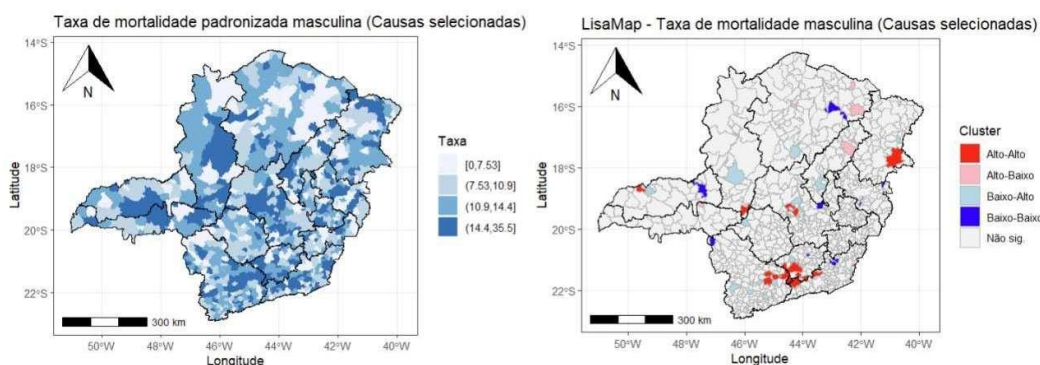 Taxa de mortalidade padronizada masculina (Causas selecionadas)
14°S
16°S
18°S
20°S
22°S
Latitude
N
300 km
50°W 48°W 46°W 44°W 42°W 40°W
Longitude
Taxa
[0,7.53]
(7.53,10.9]
(10.9,14.4]
(14.4,35.5]
LisaMap - Taxa de mortalidade masculina (Causas selecionadas)
14°S
16°S
18°S
20°S
22°S
Latitude
N
300 km
50°W 48°W 46°W 44°W 42°W 40°W
Longitude
Cluster
Alto-Alto
Alto-Baixo
Baixo-Alto
Baixo-Baixo
Não sig.